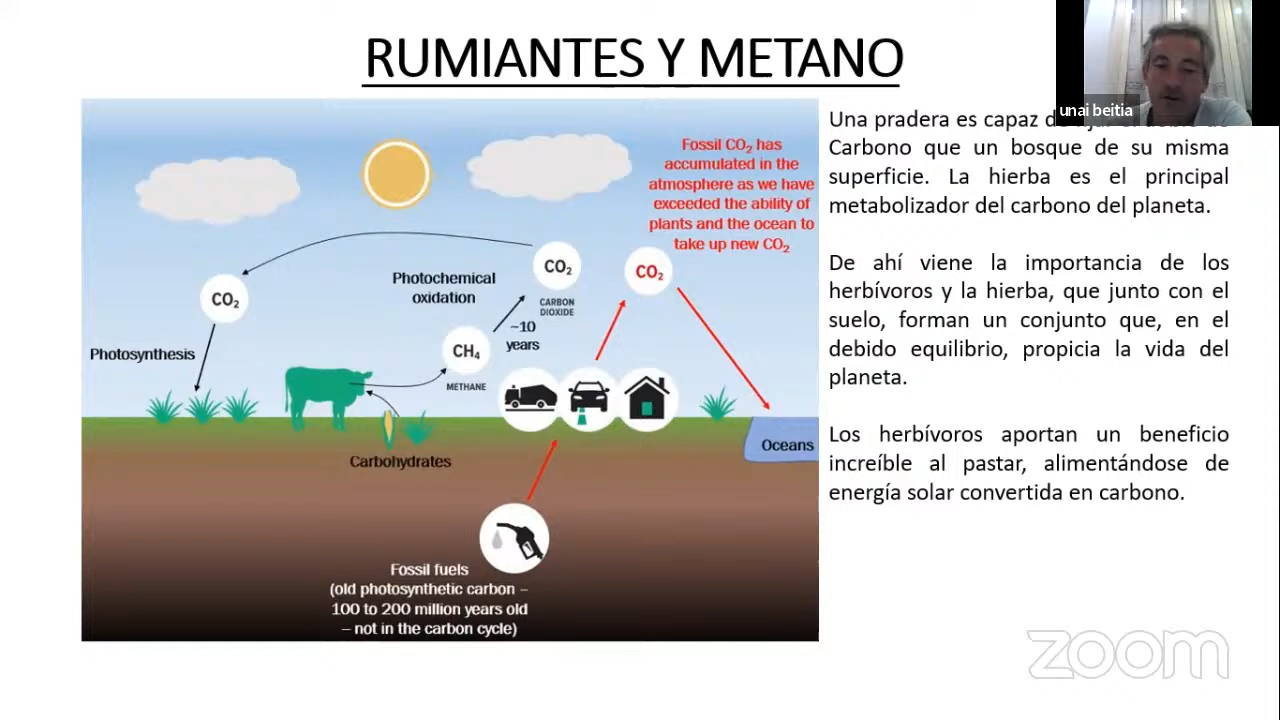 RUMIANTES Y METANO
unai beitia
Una pradera es capaz de
Carbono que un bosque de su misma
superficie. La hierba es el principal
metabolizador del carbono del planeta.
De ahí viene la importancia de los
herbívoros y la hierba, que junto con el
suelo, forman un conjunto que, en el
debido equilibrio, propicia la vida del
planeta.
Los herbívoros aportan un beneficio
increíble al pastar, alimentándose de
energía solar convertida en carbono.
Fossil CO₂ has
accumulated in the
atmosphere as we have
exceeded the ability of
plants and the ocean to
take up new CO₂
CO₂
CO₂
CARBON
DIOXIDE
CO₂
Photochemical
oxidation
~10
years
Photosynthesis
CH₄
METHANE
Carbohydrates
Oceans
Fossil fuels
(old photosynthetic carbon –
100 to 200 million years old
– not in the carbon cycle)
zoom